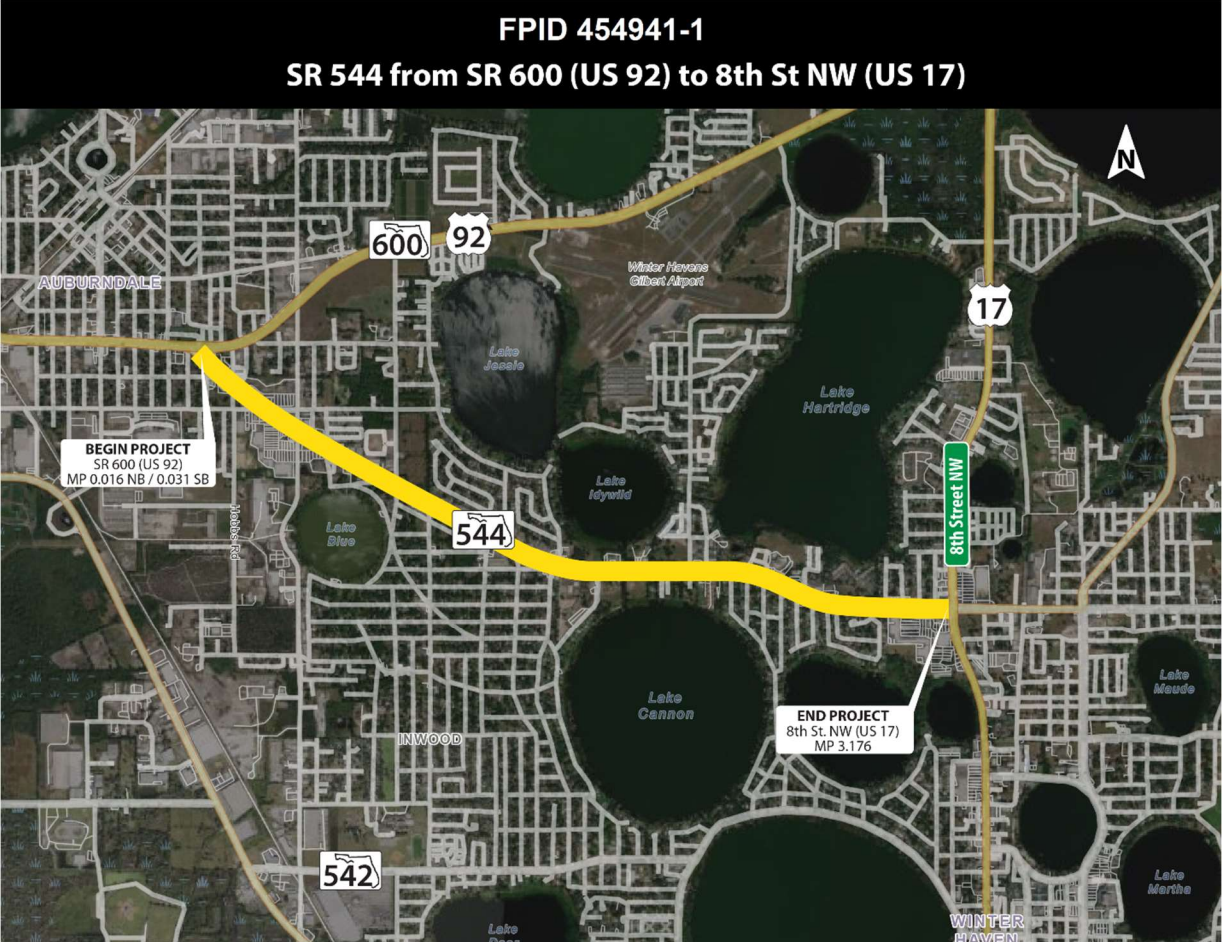 FPID 454941-1
SR 544 from SR 600 (US 92) to 8th St NW (US 17)
N
600
92
Winter Havens
Gilbert Airport
AUBURNDALE
17
Lake
Jessie
Lake
Hartridge
BEGIN PROJECT
SR 600 (US 92)
MP 0.016 NB / 0.031 SB
8th Street NW
Lake
Idywild
Hobbs Rd
Lake
Blue
544
Lake
Maude
Lake
Cannon
END PROJECT
8th St. NW (US 17)
MP 3.176
INWOOD
542
Lake
Martha
WINTER
HAVEN
Lake